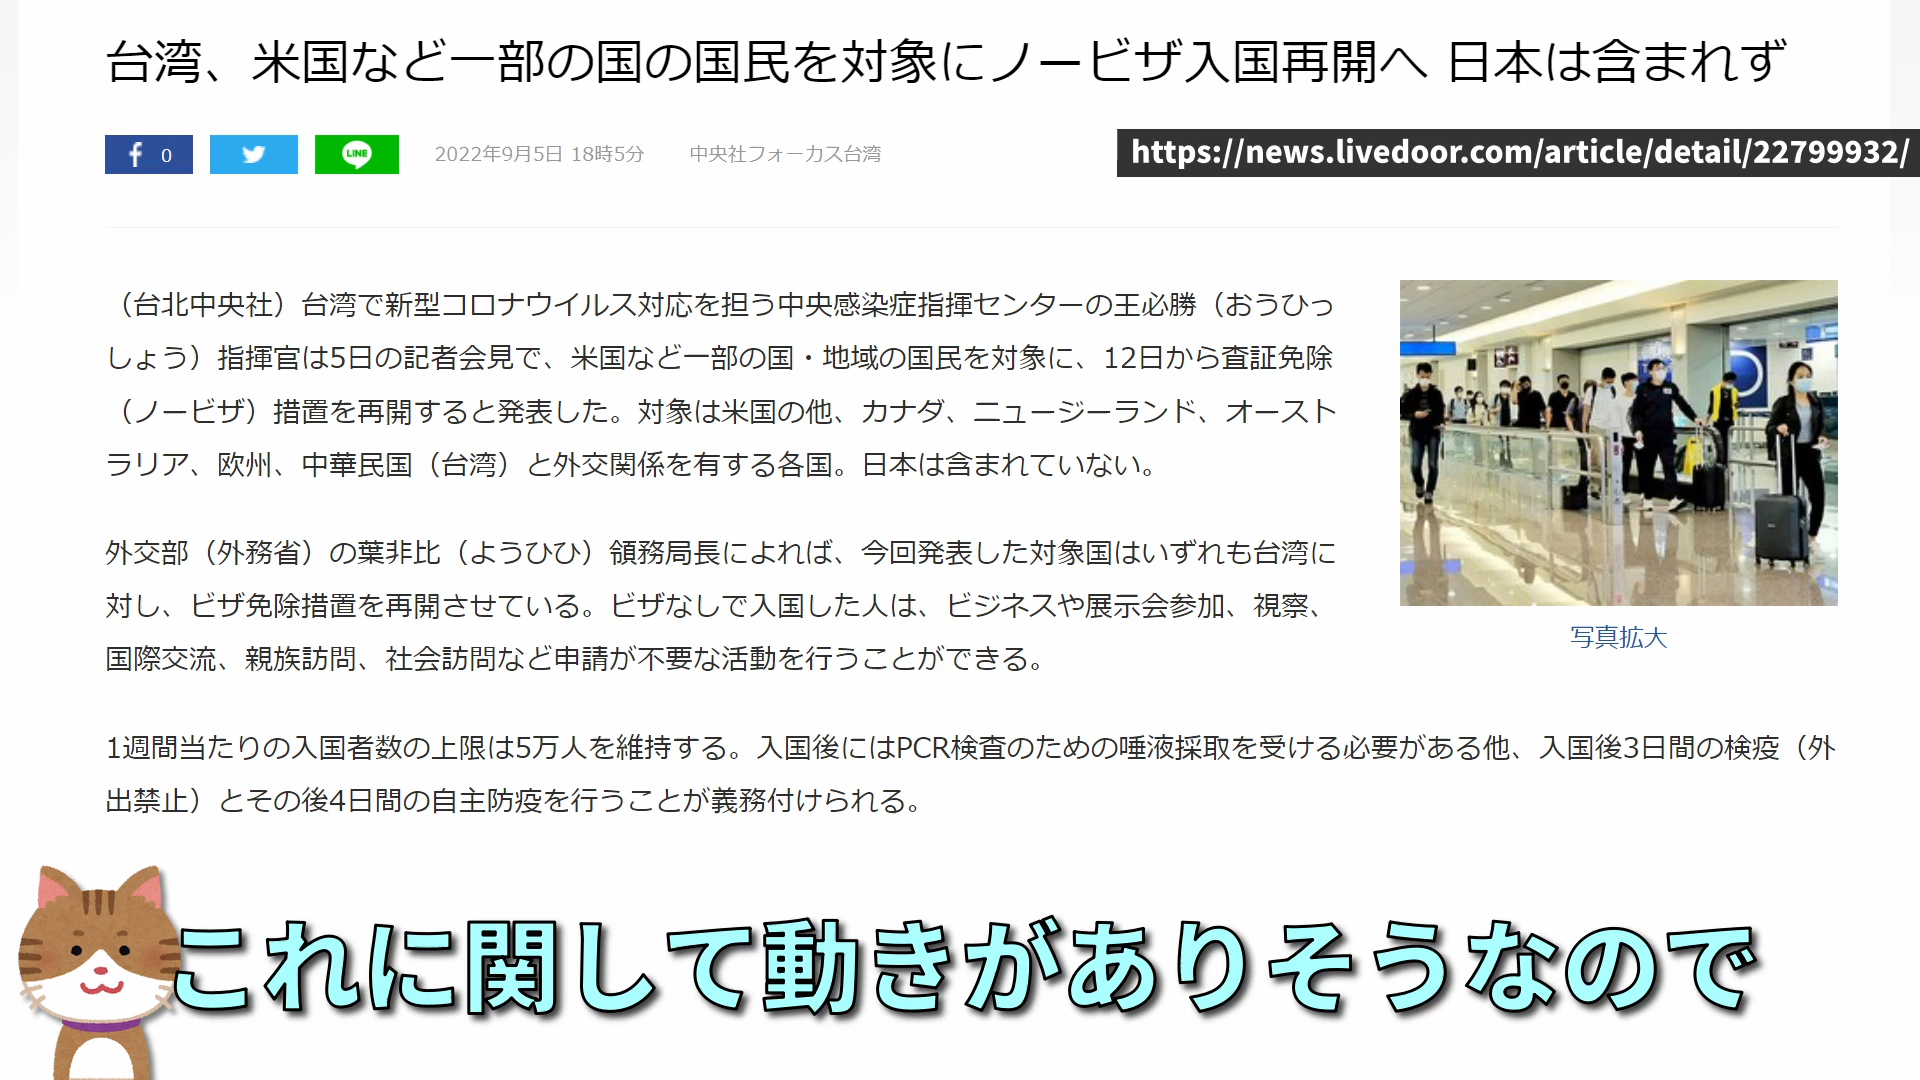 台湾、米国など一部の国の国民を対象にノービザ入国再開へ 日本は含まれず
0
LINE
2022年9月5日 18時5分
中央社フォーカス台湾
https://news.livedoor.com/article/detail/22799932/
（台北中央社）台湾で新型コロナウイルス対応を担う中央感染症指揮センターの王必勝（おうひっ
しょう）指揮官は5日の記者会見で、米国など一部の国・地域の国民を対象に、12日から査証免除
（ノービザ）措置を再開すると発表した。対象は米国の他、カナダ、ニュージーランド、オースト
ラリア、欧州、中華民国（台湾）と外交関係を有する各国。日本は含まれていない。
外交部（外務省）の葉非比（ようひひ）領務局長によれば、今回発表した対象国はいずれも台湾に
対し、ビザ免除措置を再開させている。ビザなしで入国した人は、ビジネスや展示会参加、視察、
国際交流、親族訪問、社会訪問など申請が不要な活動を行うことができる。
写真拡大
1週間当たりの入国者数の上限は5万人を維持する。入国後にはPCR検査のための唾液採取を受ける必要がある他、入国後3日間の検疫（外
出禁止）とその後4日間の自主防疫を行うことが義務付けられる。
これに関して動きがありそうなので